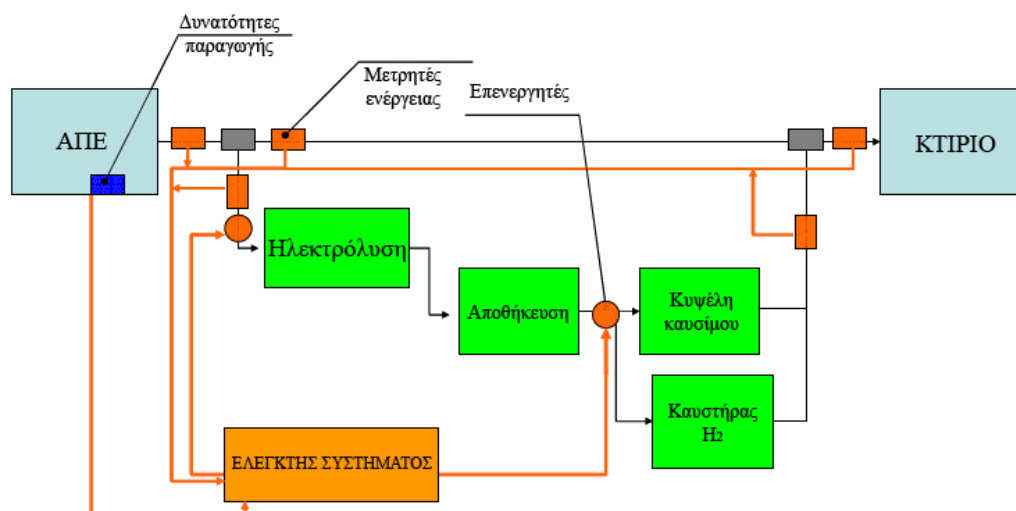 Δυνατότητες
παραγωγής
Μετρητές
ενέργειας
Επενεργητές
ΑΠΕ
ΚΤΙΡΙΟ
Ηλεκτρόλυση
Αποθήκευση
Κυψέλη
καυσίμου
Καυστήρας
H2
ΕΛΕΓΚΤΗΣ ΣΥΣΤΗΜΑΤΟΣ